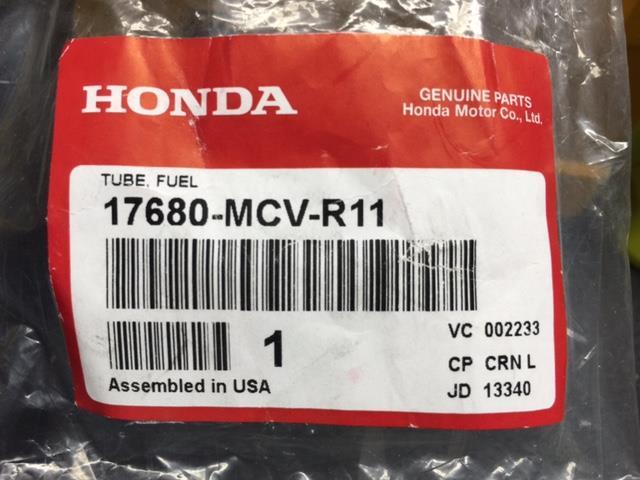 HONDA
GENUINE PARTS
Honda Motor Co., Ltd.
TUBE, FUEL
17680-MCV-R11
1
VC 002233
CP CRN L
Assembled in USA
JD 13340